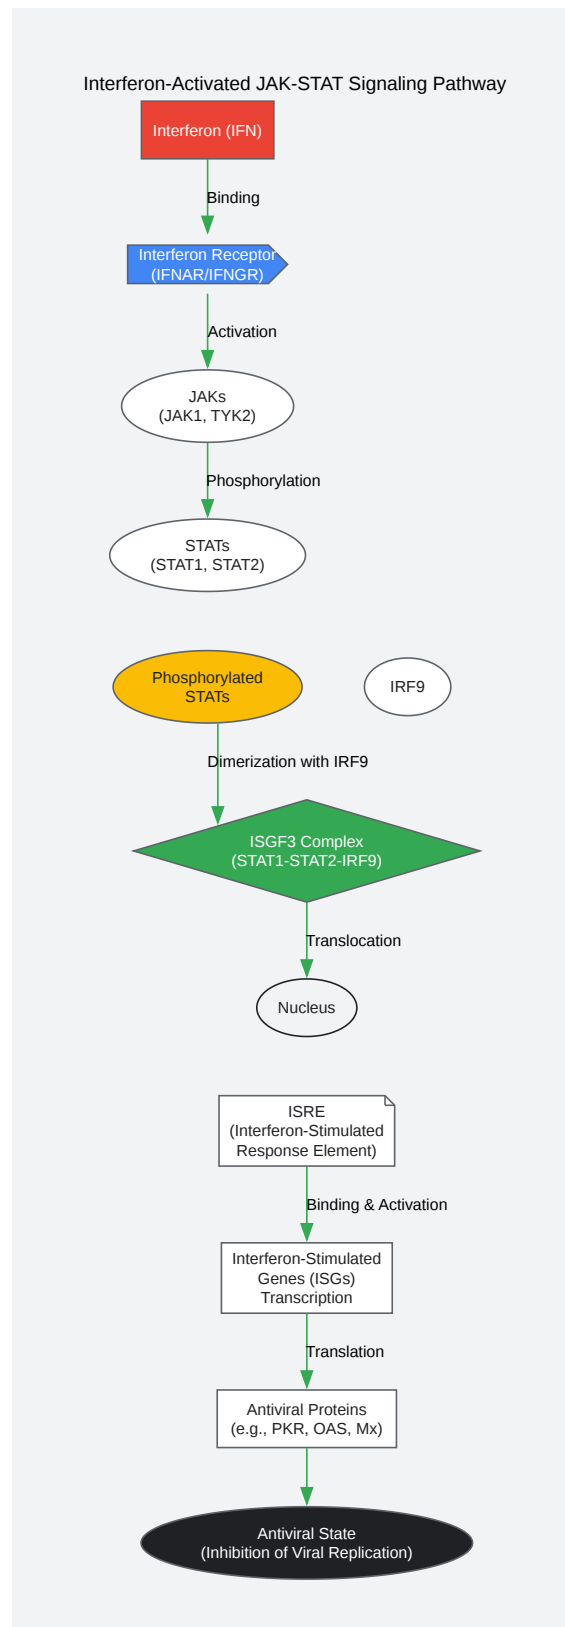 Interferon-Activated JAK-STAT Signaling Pathway
Interferon (IFN)
Binding
Interferon Receptor
(IFNAR/IFNGR)
Activation
JAKs
(JAK1, TYK2)
Phosphorylation
STATs
(STAT1, STAT2)
Phosphorylated
STATs
IRF9
Dimerization with IRF9
ISGF3 Complex
(STAT1-STAT2-IRF9)
Translocation
Nucleus
ISRE
(Interferon-Stimulated
Response Element)
Binding & Activation
Interferon-Stimulated
Genes (ISGs)
Transcription
Translation
Antiviral Proteins
(e.g., PKR, OAS, Mx)
Antiviral State
(Inhibition of Viral Replication)